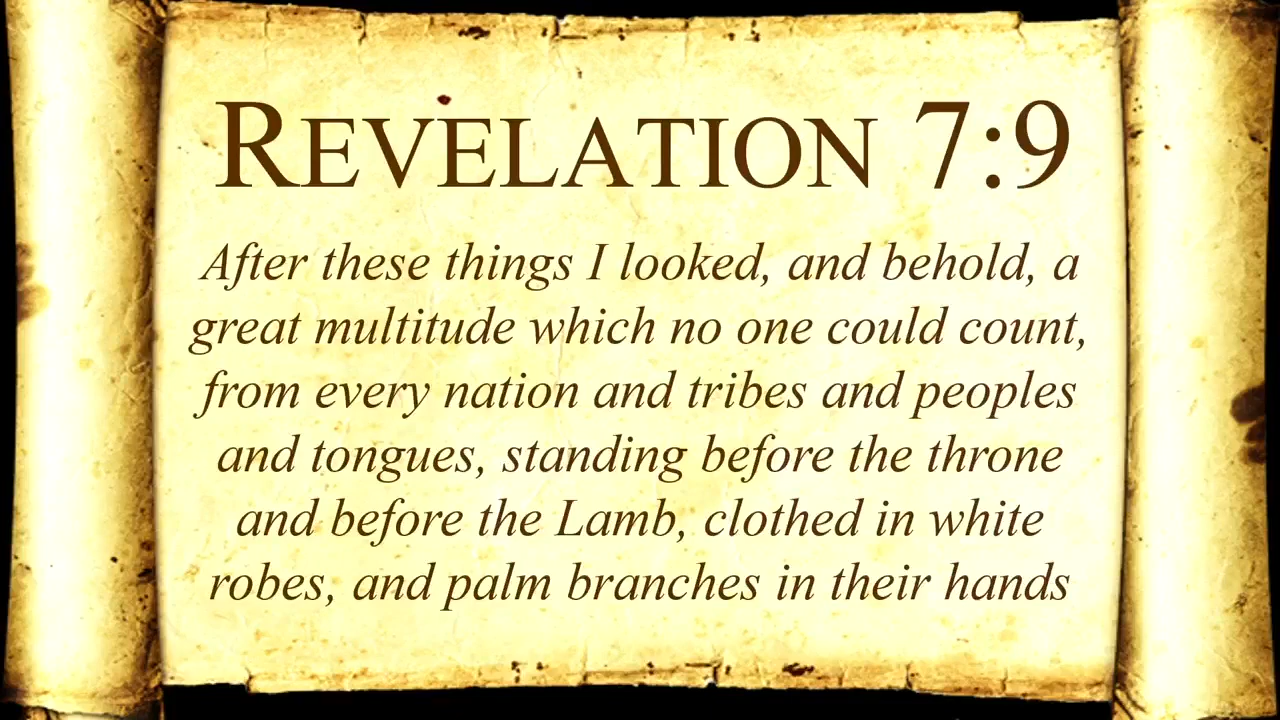 REVELATION 7:9
After these things I looked, and behold, a
great multitude which no one could count,
from every nation and tribes and peoples
and tongues, standing before the throne
and before the Lamb, clothed in white
robes, and palm branches in their hands